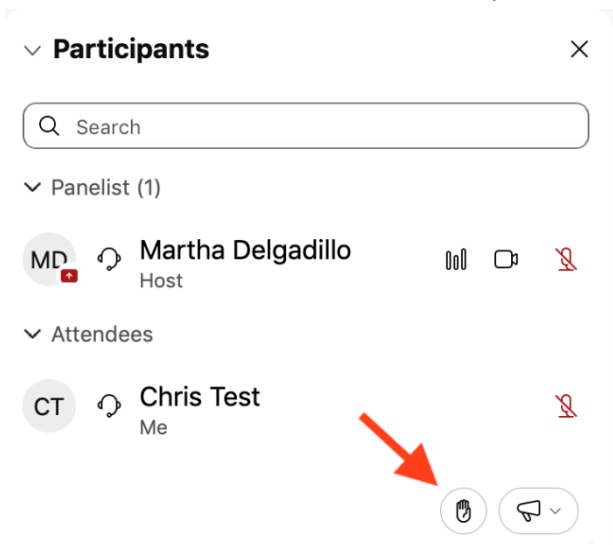 Participants
Search
Panelist (1)
MD
Martha Delgadillo
Host
Attendees
CT
Chris Test
Me